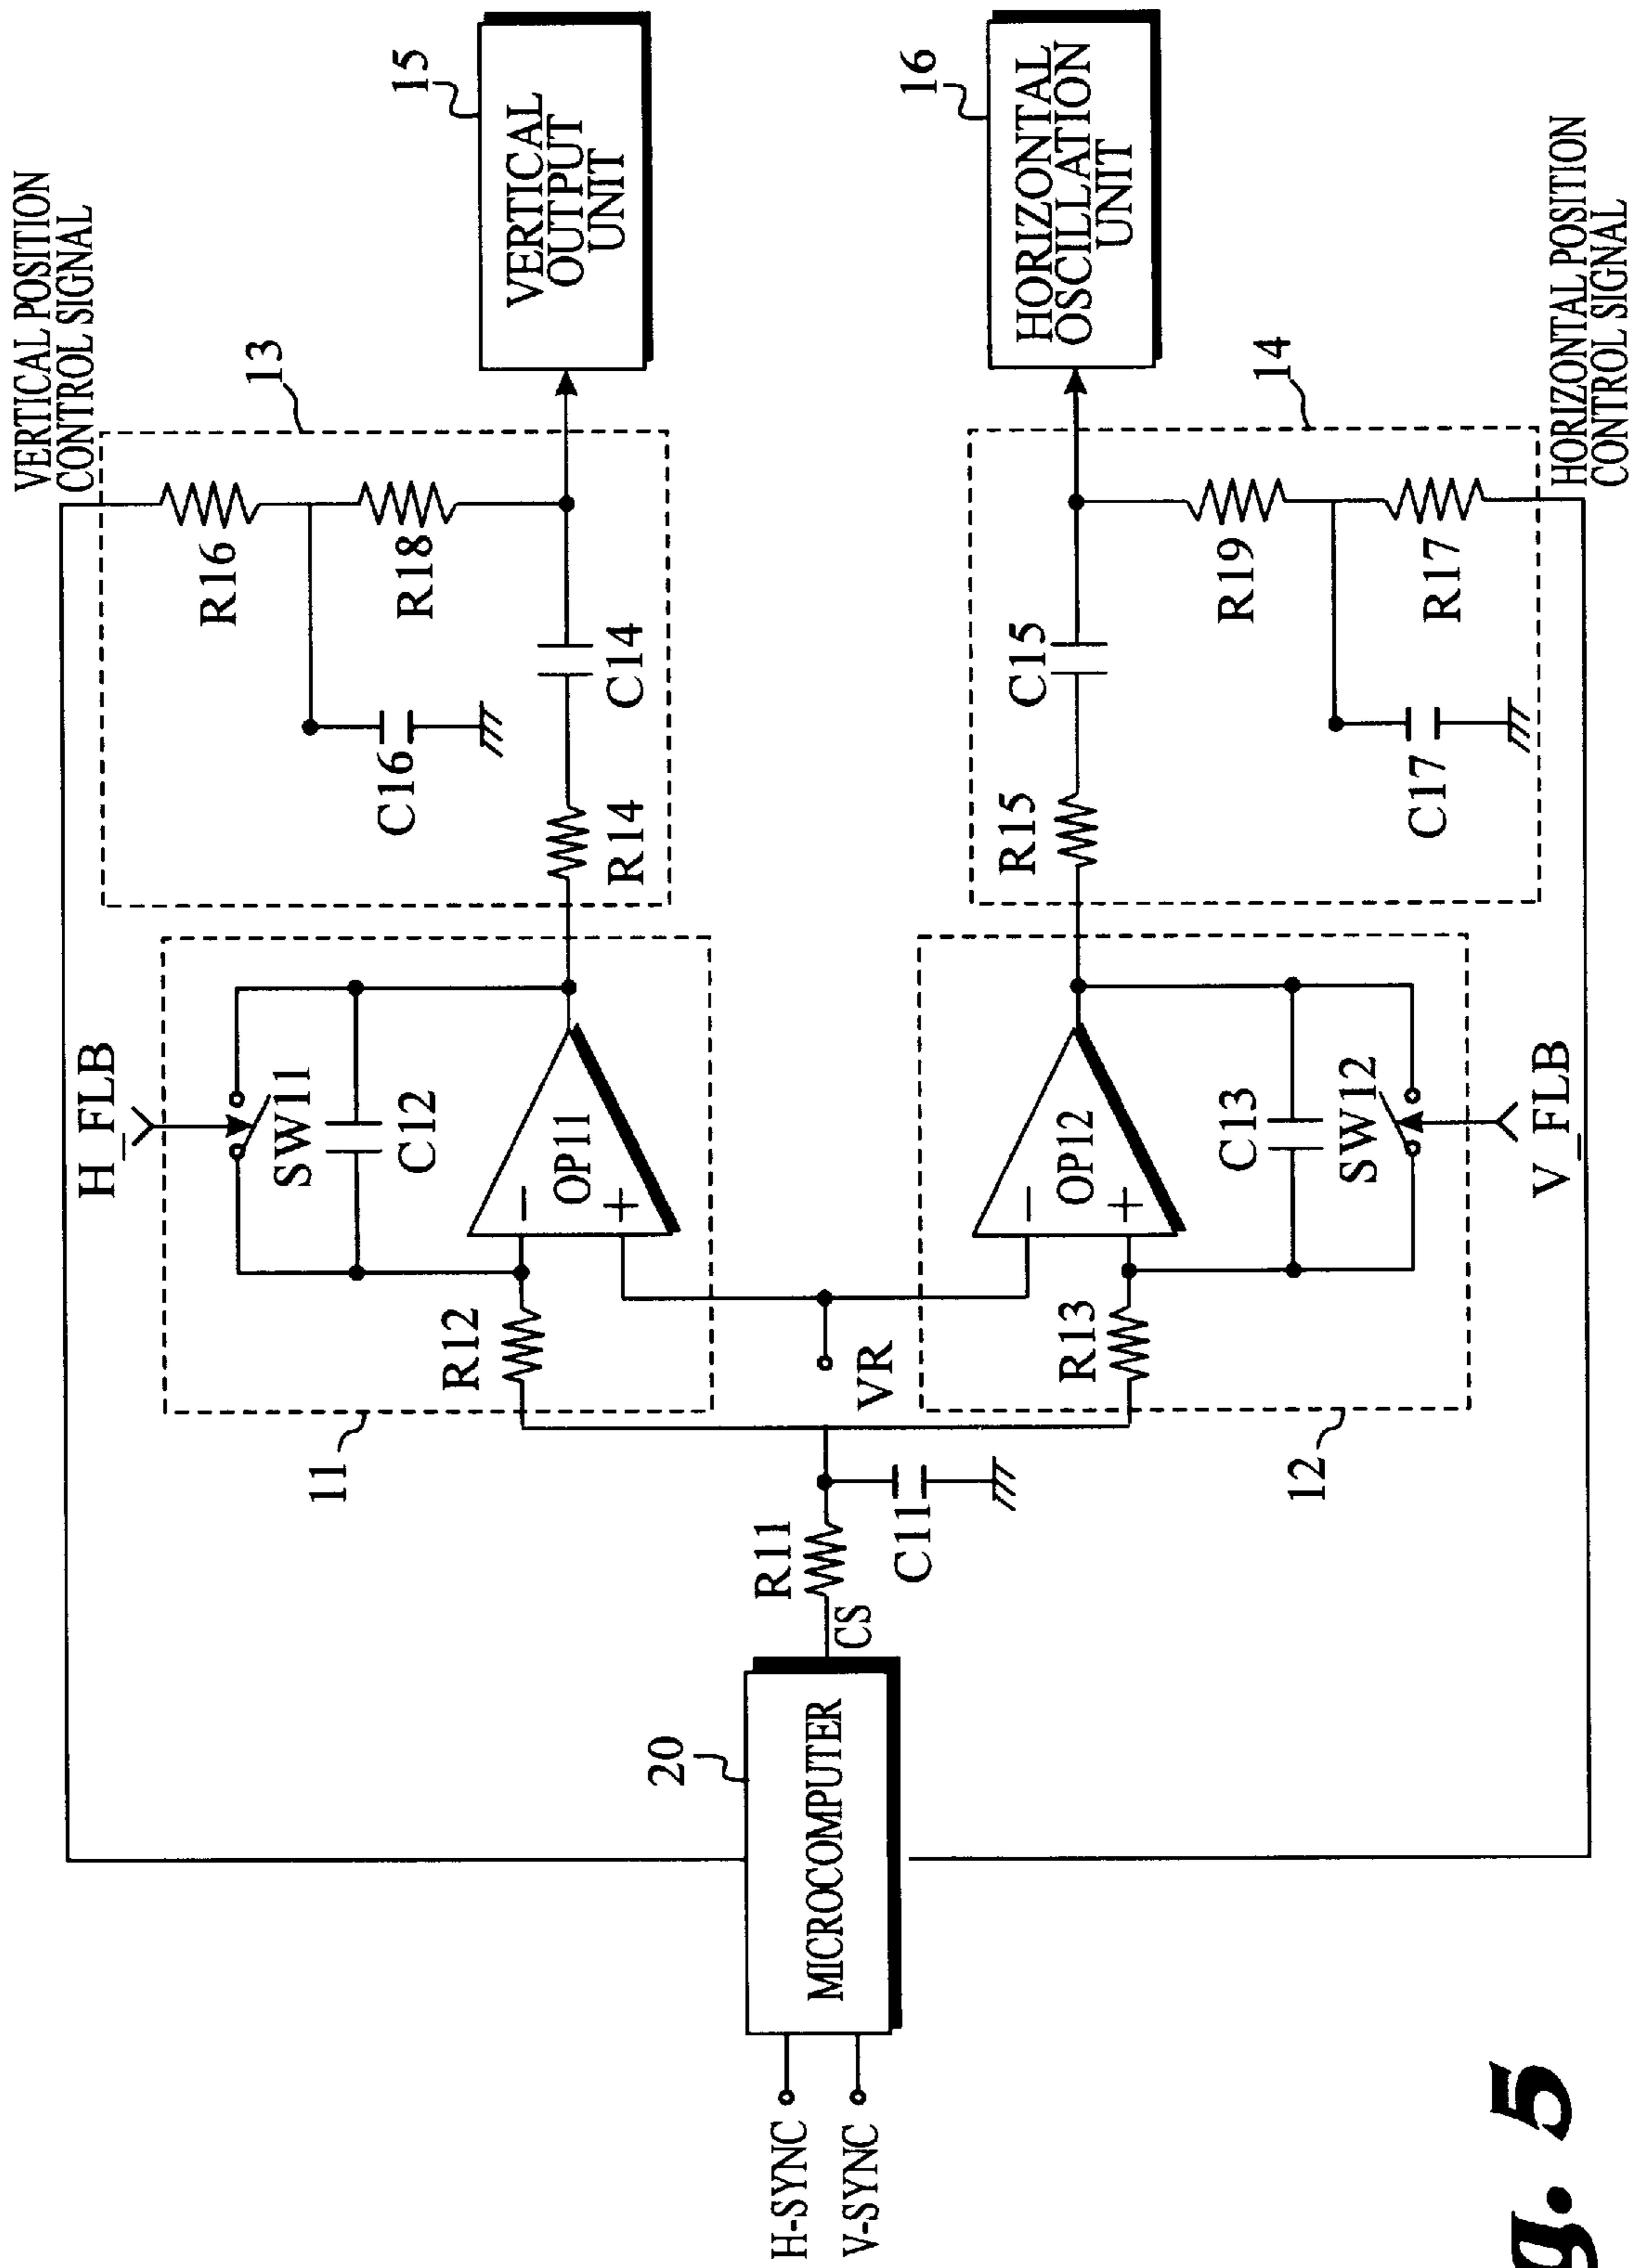 VERTICAL POSITION
CONTROL SIGNAL
H_FLB
13
15
SW11
C12
R16
R18
C16
C14
R14
VERTICAL
OUTPUT
UNIT
11
R12
OP11
−
+
20
H-SYNC
V-SYNC
MICROCOMPUTER
CS
R11
C11
VR
16
−
+
OP12
R13
C13
SW12
12
R15
C15
R19
R17
C17
HORIZONTAL
OSCILLATION
UNIT
14
V_FLB
HORIZONTAL POSITION
CONTROL SIGNAL
g. 5